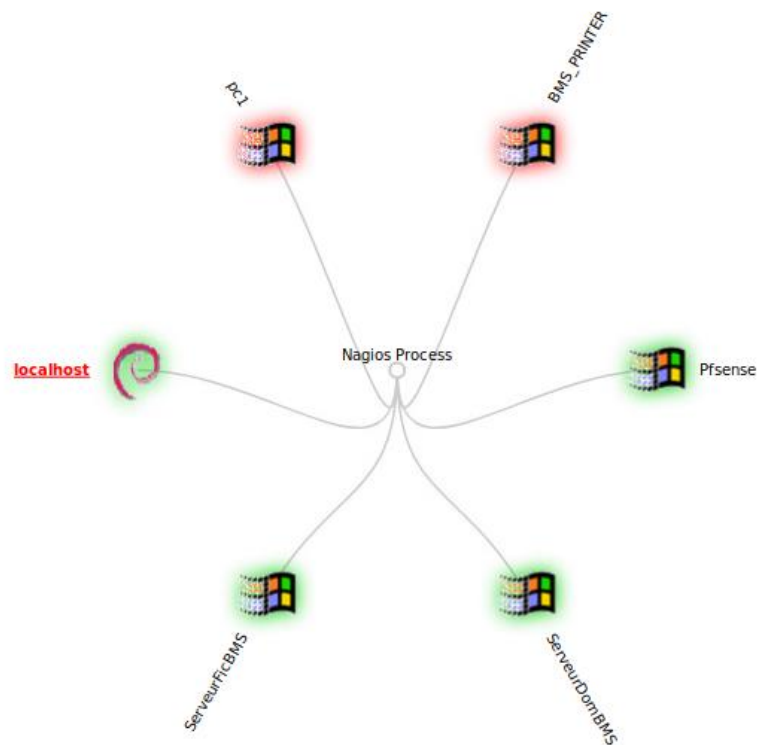 pc1
BMS_PRINTER
Nagios Process
localhost
Pfsense
ServeurFicBMS
ServeurDomBMS